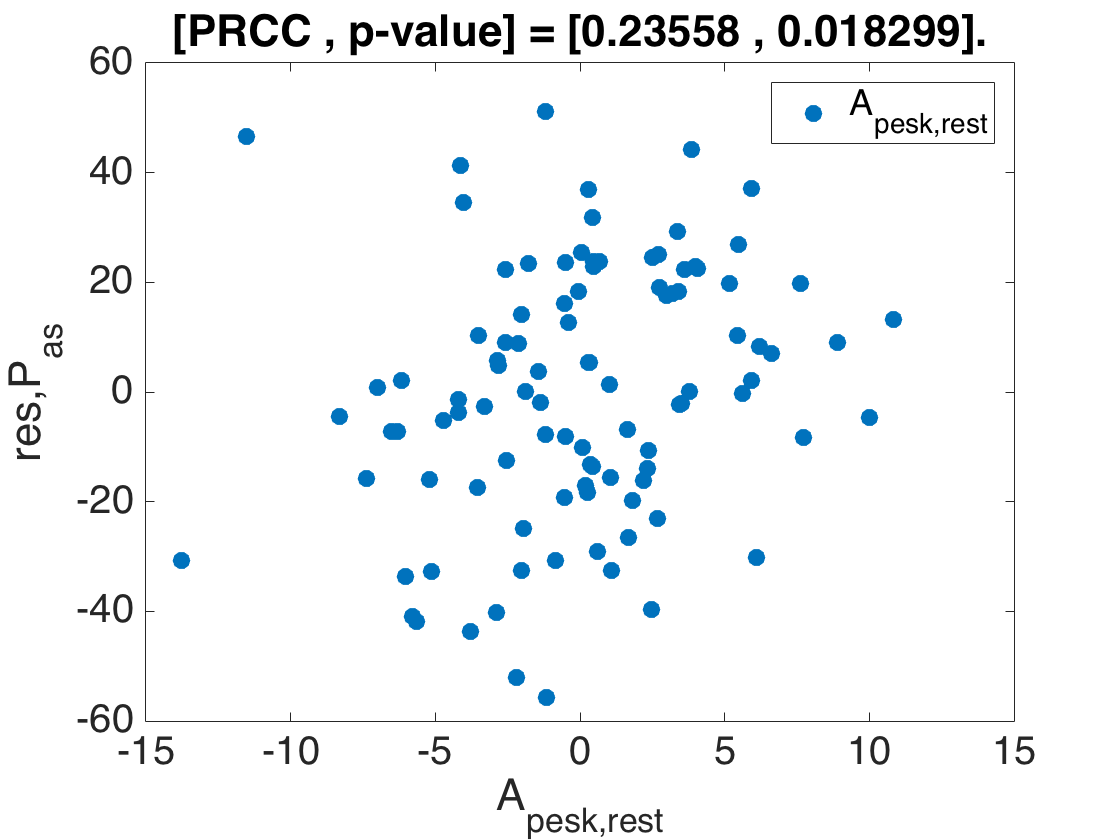 [PRCC , p-value] = [0.23558 , 0.018299].
60
40
20
0
-20
-40
-60
res,P_as
A_pesk,rest
-15 -10 -5 0 5 10 15
A_pesk,rest